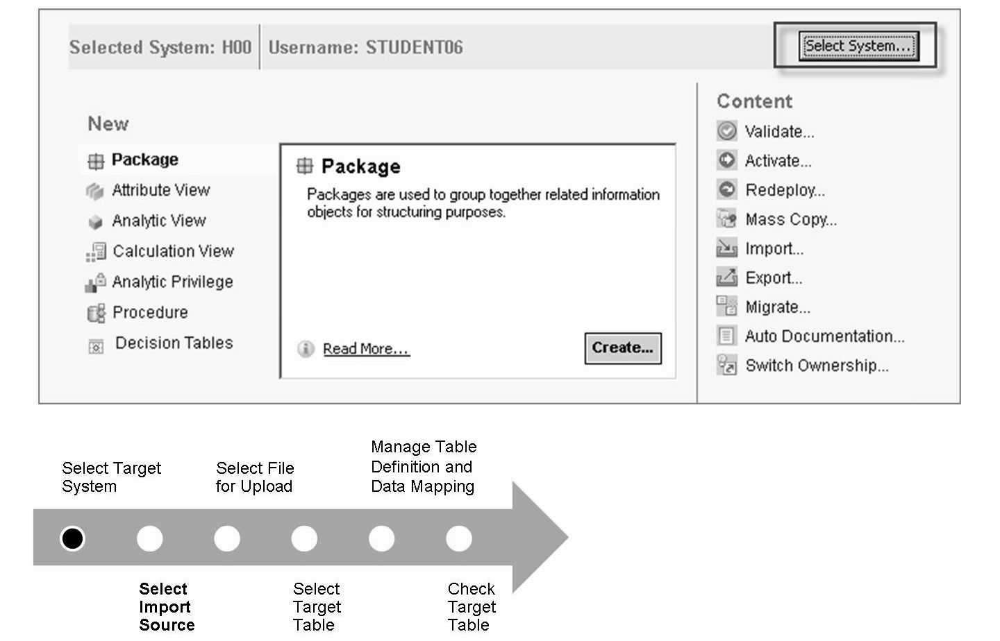 Selected System: H00 Username: STUDENT06 Select System...
New
Package
Attribute View
Analytic View
Calculation View
Analytic Privilege
Procedure
Decision Tables
Package
Packages are used to group together related information
objects for structuring purposes.
Read More...
Create...
Content
Validate...
Activate...
Redeploy...
Mass Copy...
Import...
Export...
Migrate...
Auto Documentation...
Switch Ownership...
Select Target
System
Select Import
Source
Select File
for Upload
Select
Target
Table
Manage Table
Definition and
Data Mapping
Check
Target
Table